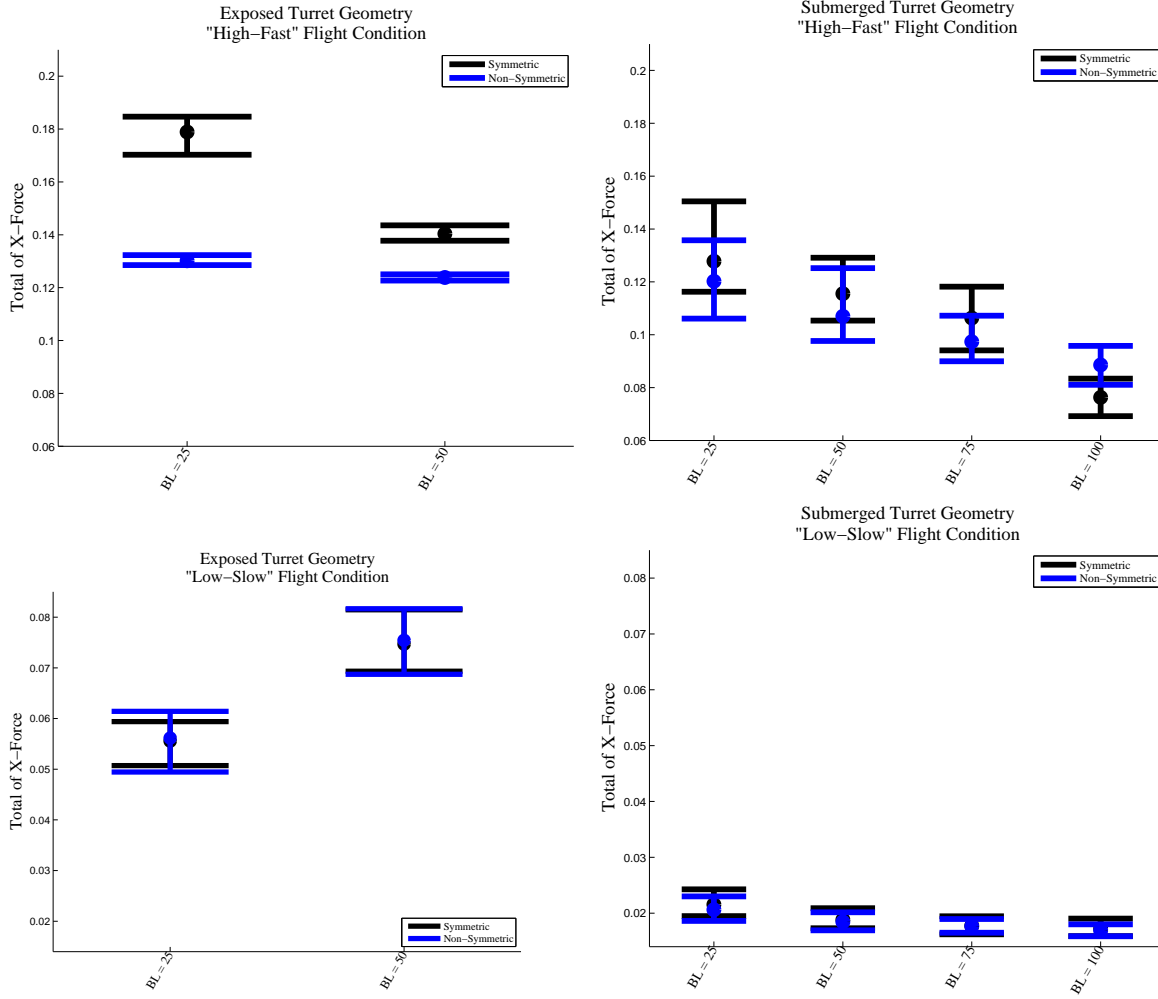 Exposed Turret Geometry
"High−Fast" Flight Condition
Symmetric
Non−Symmetric
0.2
0.18
0.16
0.14
0.12
0.1
0.08
0.06
Total of X−Force
BL = 25
BL = 50
Submerged Turret Geometry
"High−Fast" Flight Condition
Symmetric
Non−Symmetric
0.2
0.18
0.16
0.14
0.12
0.1
0.08
0.06
Total of X−Force
BL = 25
BL = 50
BL = 75
BL = 100
Exposed Turret Geometry
"Low−Slow" Flight Condition
0.08
0.07
0.06
0.05
0.04
0.03
0.02
Total of X−Force
Symmetric
Non−Symmetric
BL = 25
BL = 50
Submerged Turret Geometry
"Low−Slow" Flight Condition
Symmetric
Non−Symmetric
0.08
0.07
0.06
0.05
0.04
0.03
0.02
Total of X−Force
BL = 25
BL = 50
BL = 75
BL = 100